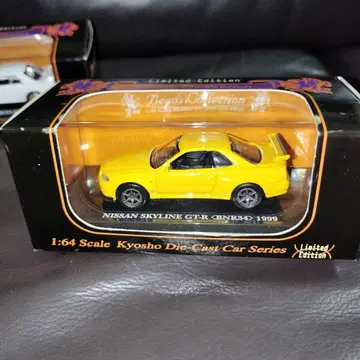 Limited Edition
Beads Collection
NISSAN SKYLINE GT-R <BNR34> 1999
1:64 Scale Kyosho Die-Cast Car Series
Limited
Edition